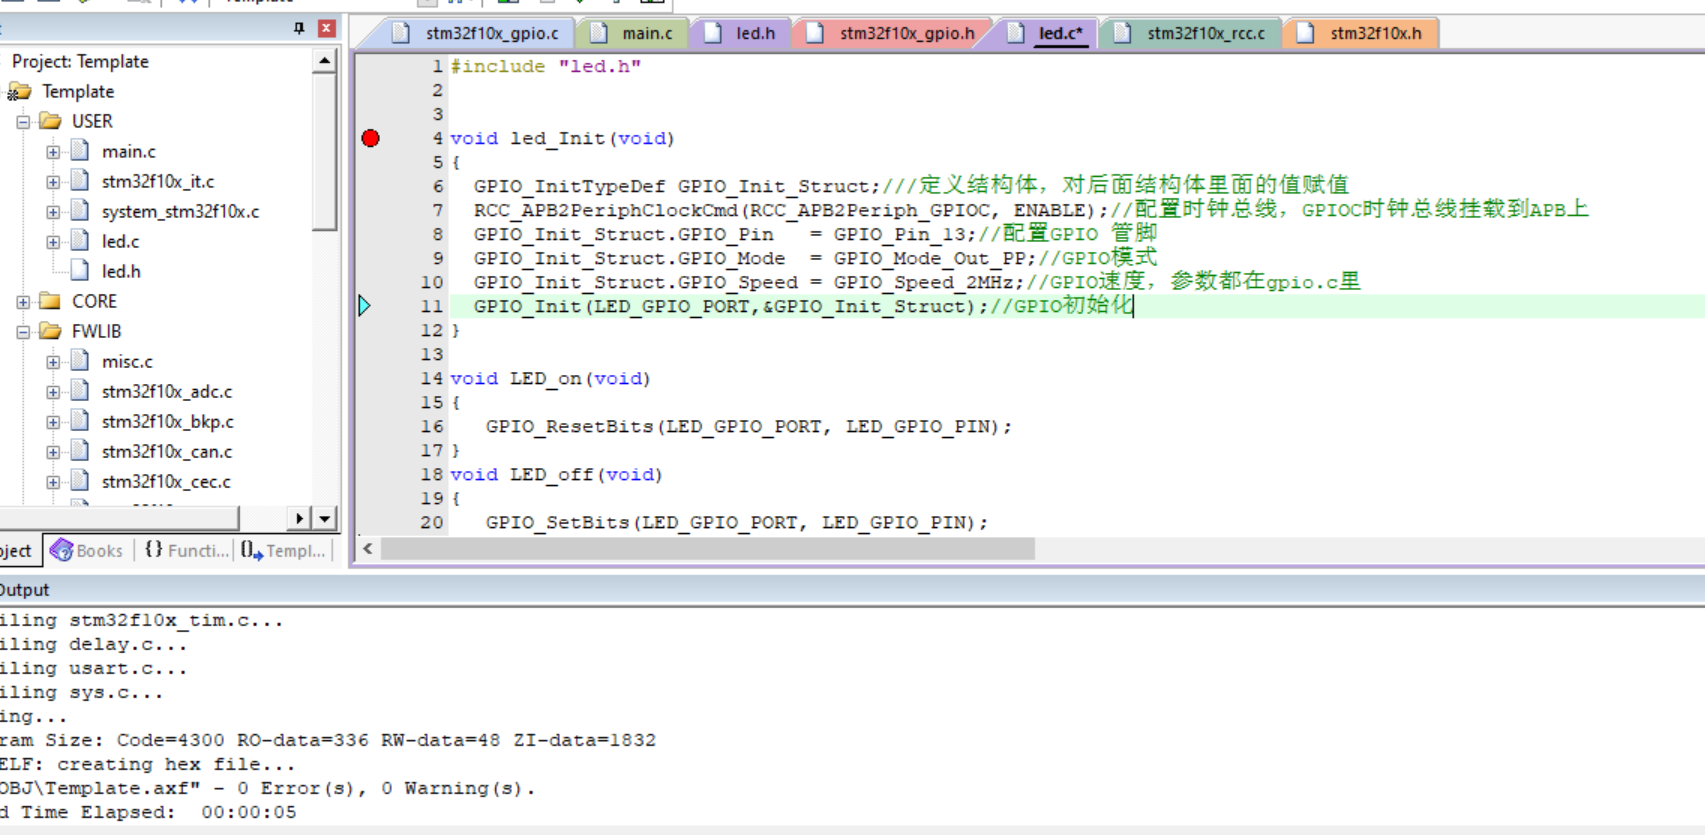 stm32f10x_gpio.c main.c led.h stm32f10x_gpio.h led.c* stm32f10x_rcc.c stm32f10x.h
Project: Template
Template
USER
main.c
stm32f10x_it.c
system_stm32f10x.c
led.c
led.h
CORE
FWLIB
misc.c
stm32f10x_adc.c
stm32f10x_bkp.c
stm32f10x_can.c
stm32f10x_cec.c
oject Books {} Functi... Templ...
1 #include "led.h"
2
3
4 void led_Init(void)
5 {
6 GPIO_InitTypeDef GPIO_Init_Struct;///定义结构体，对后面结构体里面的值赋值
7 RCC_APB2PeriphClockCmd(RCC_APB2Periph_GPIOC, ENABLE);//配置时钟总线，GPIOC时钟总线挂载到APB上
8 GPIO_Init_Struct.GPIO_Pin = GPIO_Pin_13;//配置GPIO 管脚
9 GPIO_Init_Struct.GPIO_Mode = GPIO_Mode_Out_PP;//GPIO模式
10 GPIO_Init_Struct.GPIO_Speed = GPIO_Speed_2MHz;//GPIO速度，参数都在gpio.c里
11 GPIO_Init(LED_GPIO_PORT,&GPIO_Init_Struct);//GPIO初始化
12 }
13
14 void LED_on(void)
15 {
16 GPIO_ResetBits(LED_GPIO_PORT, LED_GPIO_PIN);
17 }
18 void LED_off(void)
19 {
20 GPIO_SetBits(LED_GPIO_PORT, LED_GPIO_PIN);
Output
iling stm32f10x_tim.c...
iling delay.c...
iling usart.c...
iling sys.c...
ing...
ram Size: Code=4300 RO-data=336 RW-data=48 ZI-data=1832
ELF: creating hex file...
OBJ\Template.axf" - 0 Error(s), 0 Warning(s).
d Time Elapsed: 00:00:05